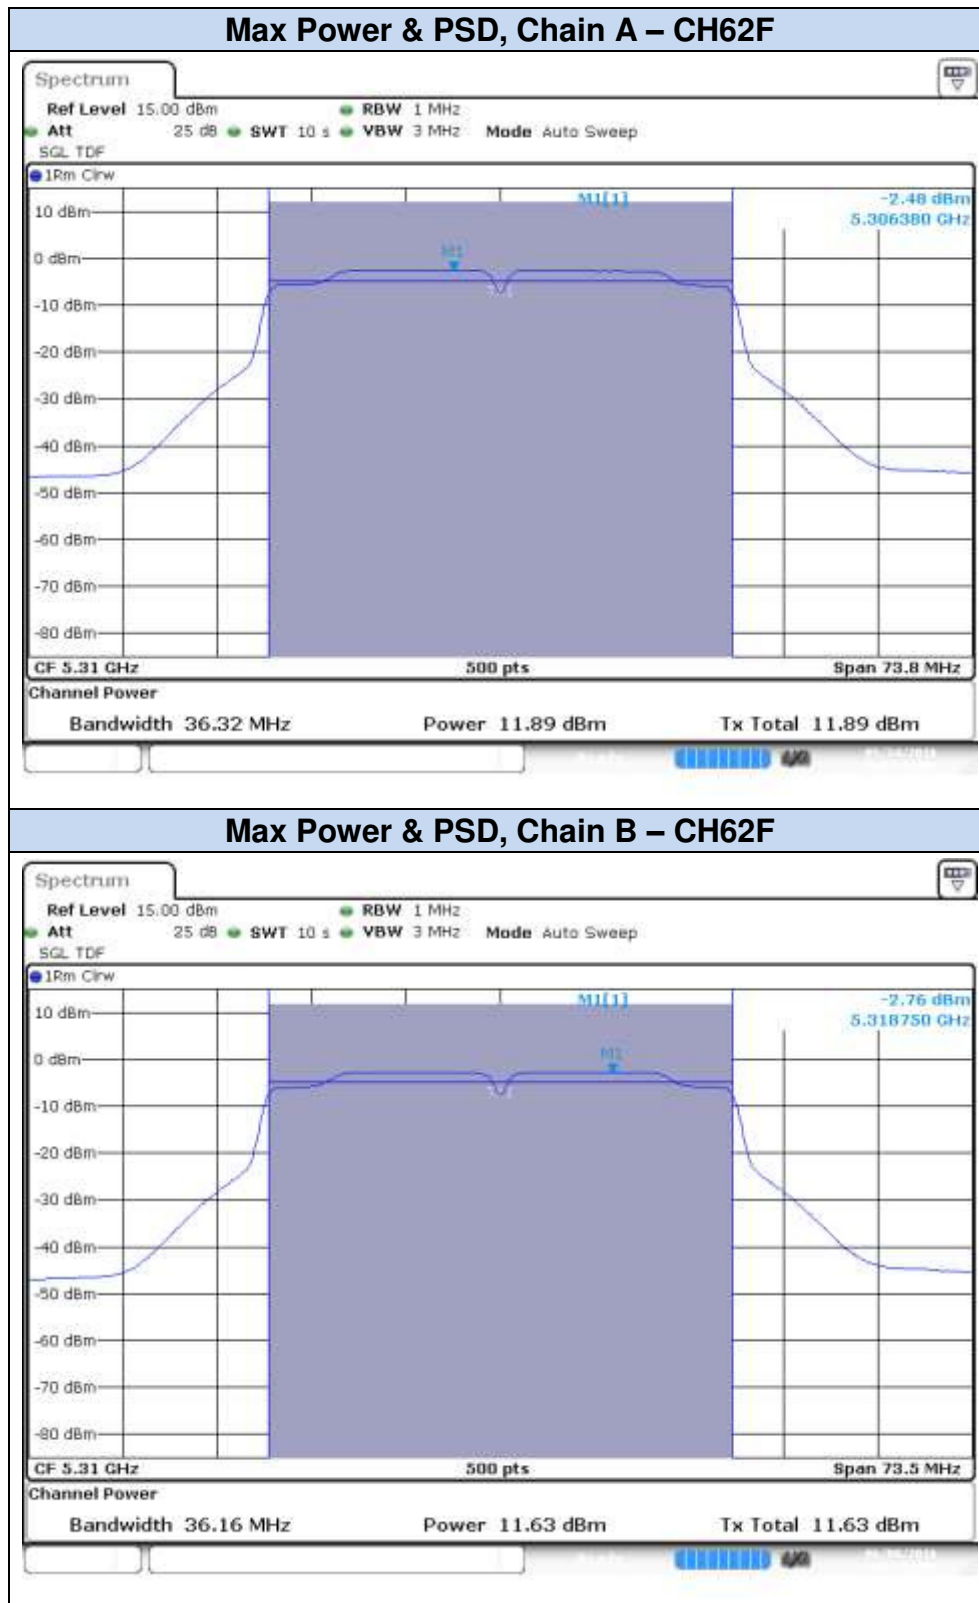 Max Power & PSD, Chain A – CH62F
Spectrum
Ref Level 15.00 dBm RBW 1 MHz
Att 25 dB SWT 10 s VBW 3 MHz Mode Auto Sweep
SGL TDF
1Rm Clrw
M1[1] -2.48 dBm
5.306380 GHz
10 dBm
0 dBm
M1
-10 dBm
-20 dBm
-30 dBm
-40 dBm
-50 dBm
-60 dBm
-70 dBm
-80 dBm
CF 5.31 GHz 500 pts Span 73.8 MHz
Channel Power
Bandwidth 36.32 MHz Power 11.89 dBm Tx Total 11.89 dBm
Max Power & PSD, Chain B – CH62F
Spectrum
Ref Level 15.00 dBm RBW 1 MHz
Att 25 dB SWT 10 s VBW 3 MHz Mode Auto Sweep
SGL TDF
1Rm Clrw
M1[1] -2.76 dBm
5.318750 GHz
10 dBm
0 dBm
M1
-10 dBm
-20 dBm
-30 dBm
-40 dBm
-50 dBm
-60 dBm
-70 dBm
-80 dBm
CF 5.31 GHz 500 pts Span 73.5 MHz
Channel Power
Bandwidth 36.16 MHz Power 11.63 dBm Tx Total 11.63 dBm